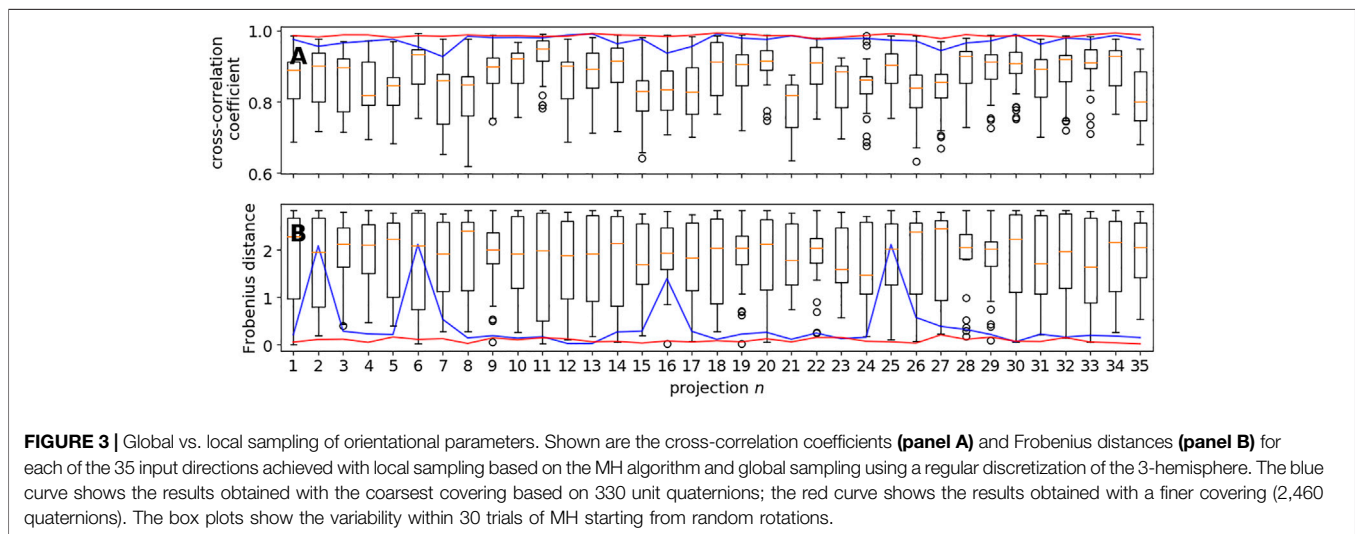 A
cross-correlation
coefficient
1.0
0.8
0.6
B
Frobenius distance
2
1
0
1 2 3 4 5 6 7 8 9 10 11 12 13 14 15 16 17 18 19 20 21 22 23 24 25 26 27 28 29 30 31 32 33 34 35
projection n
FIGURE 3 | Global vs. local sampling of orientational parameters. Shown are the cross-correlation coefficients (panel A) and Frobenius distances (panel B) for
each of the 35 input directions achieved with local sampling based on the MH algorithm and global sampling using a regular discretization of the 3-hemisphere. The blue
curve shows the results obtained with the coarsest covering based on 330 unit quaternions; the red curve shows the results obtained with a finer covering (2,460
quaternions). The box plots show the variability within 30 trials of MH starting from random rotations.